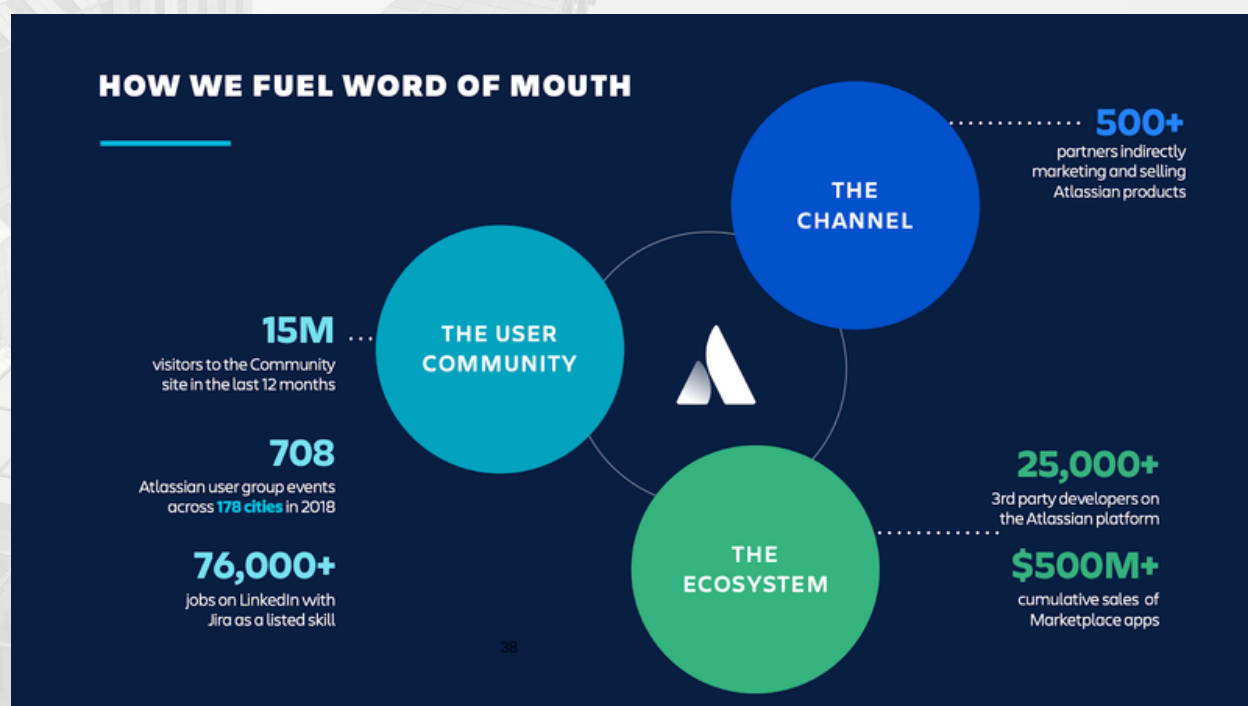 HOW WE FUEL WORD OF MOUTH
THE
CHANNEL
500+
partners indirectly
marketing and selling
Atlassian products
THE USER
COMMUNITY
15M
visitors to the Community
site in the last 12 months
708
Atlassian user group events
across 178 cities in 2018
76,000+
jobs on LinkedIn with
Jira as a listed skill
THE
ECOSYSTEM
25,000+
3rd party developers on
the Atlassian platform
$500M+
cumulative sales of
Marketplace apps
38